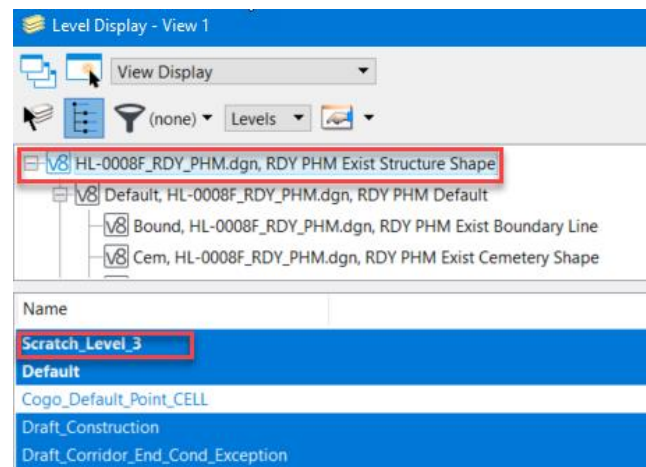 Level Display - View 1
View Display
(none) Levels
V8 HL-0008F_RDY_PHM.dgn, RDY PHM Exist Structure Shape
V8 Default, HL-0008F_RDY_PHM.dgn, RDY PHM Default
V8 Bound, HL-0008F_RDY_PHM.dgn, RDY PHM Exist Boundary Line
V8 Cem, HL-0008F_RDY_PHM.dgn, RDY PHM Exist Cemetery Shape
Name
Scratch_Level_3
Default
Cogo_Default_Point_CELL
Draft_Construction
Draft_Corridor_End_Cond_Exception